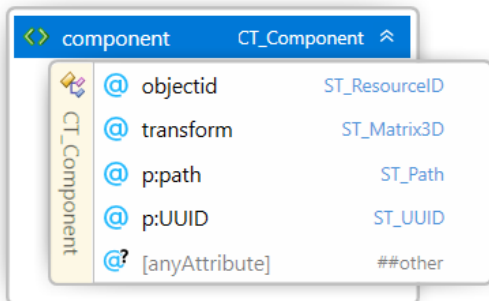 component CT_Component
CT_Component
@ objectid ST_ResourceID
@ transform ST_Matrix3D
@ p:path ST_Path
@ p:UUID ST_UUID
@? [anyAttribute] ##other